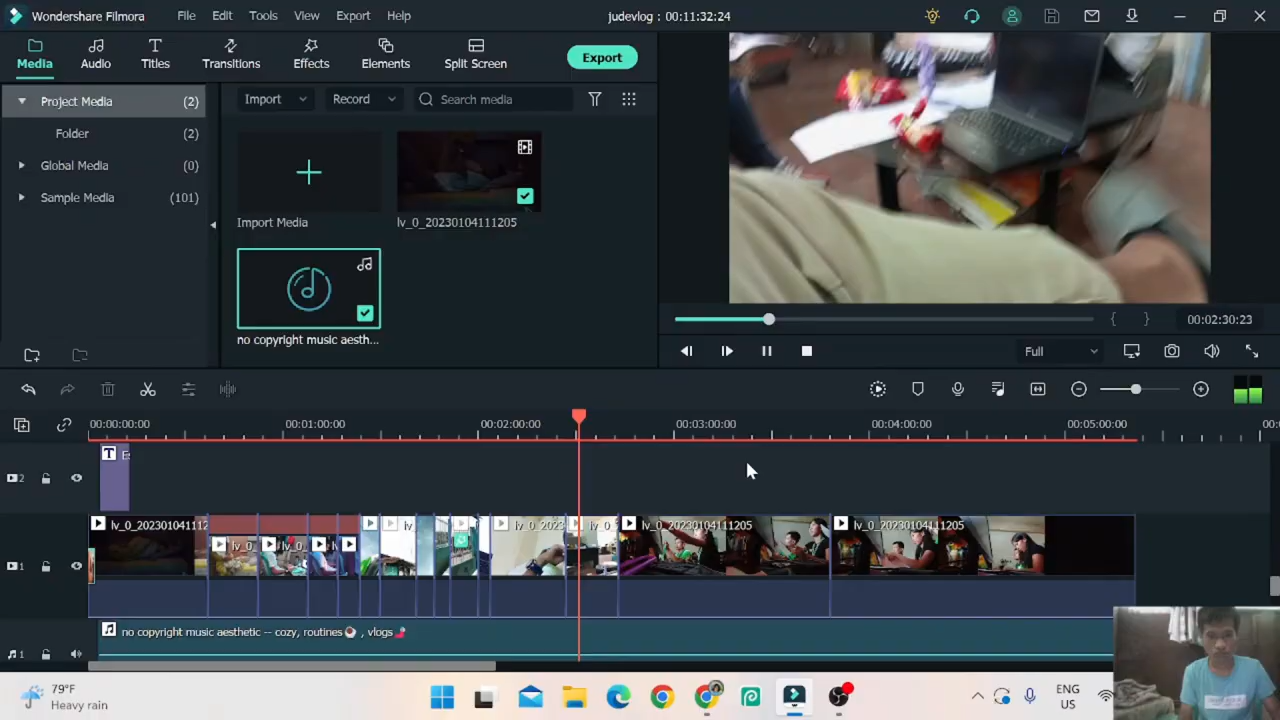 Wondershare Filmora File Edit Tools View Export Help judevlog : 00:11:32:24
Media Audio Titles Transitions Effects Elements Split Screen Export
Project Media (2)
Folder (2)
Global Media (0)
Sample Media (101)
Import Record Search media
Import Media
lv_0_20230104111205
no copyright music aesth...
{ } 00:02:30:23
Full
00:00:00:00 00:01:00:00 00:02:00:00 00:03:00:00 00:04:00:00 00:05:00:00
2
T
lv_0_202301041112 lv_0_2023 lv_0_20230104111205 lv_0_20230104111205
1
no copyright music aesthetic -- cozy, routines☕ , vlogs💅
1
79°F
Heavy rain
ENG
US